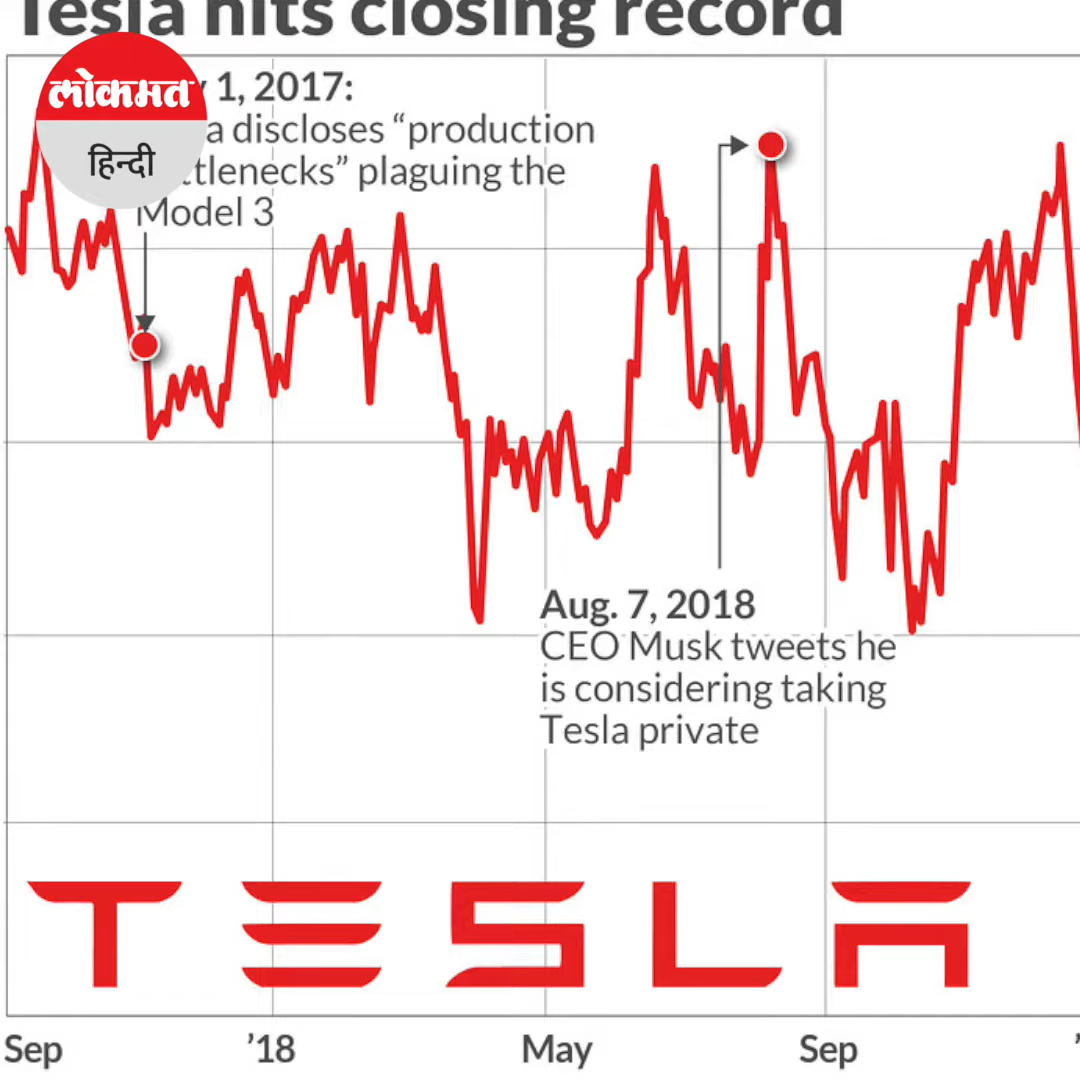 Tesla hits closing record
लोकमत
हिन्दी
1, 2017:
discloses “production
plaguing the
Model 3
Aug. 7, 2018
CEO Musk tweets he
is considering taking
Tesla private
TESLA
Sep ’18 May Sep